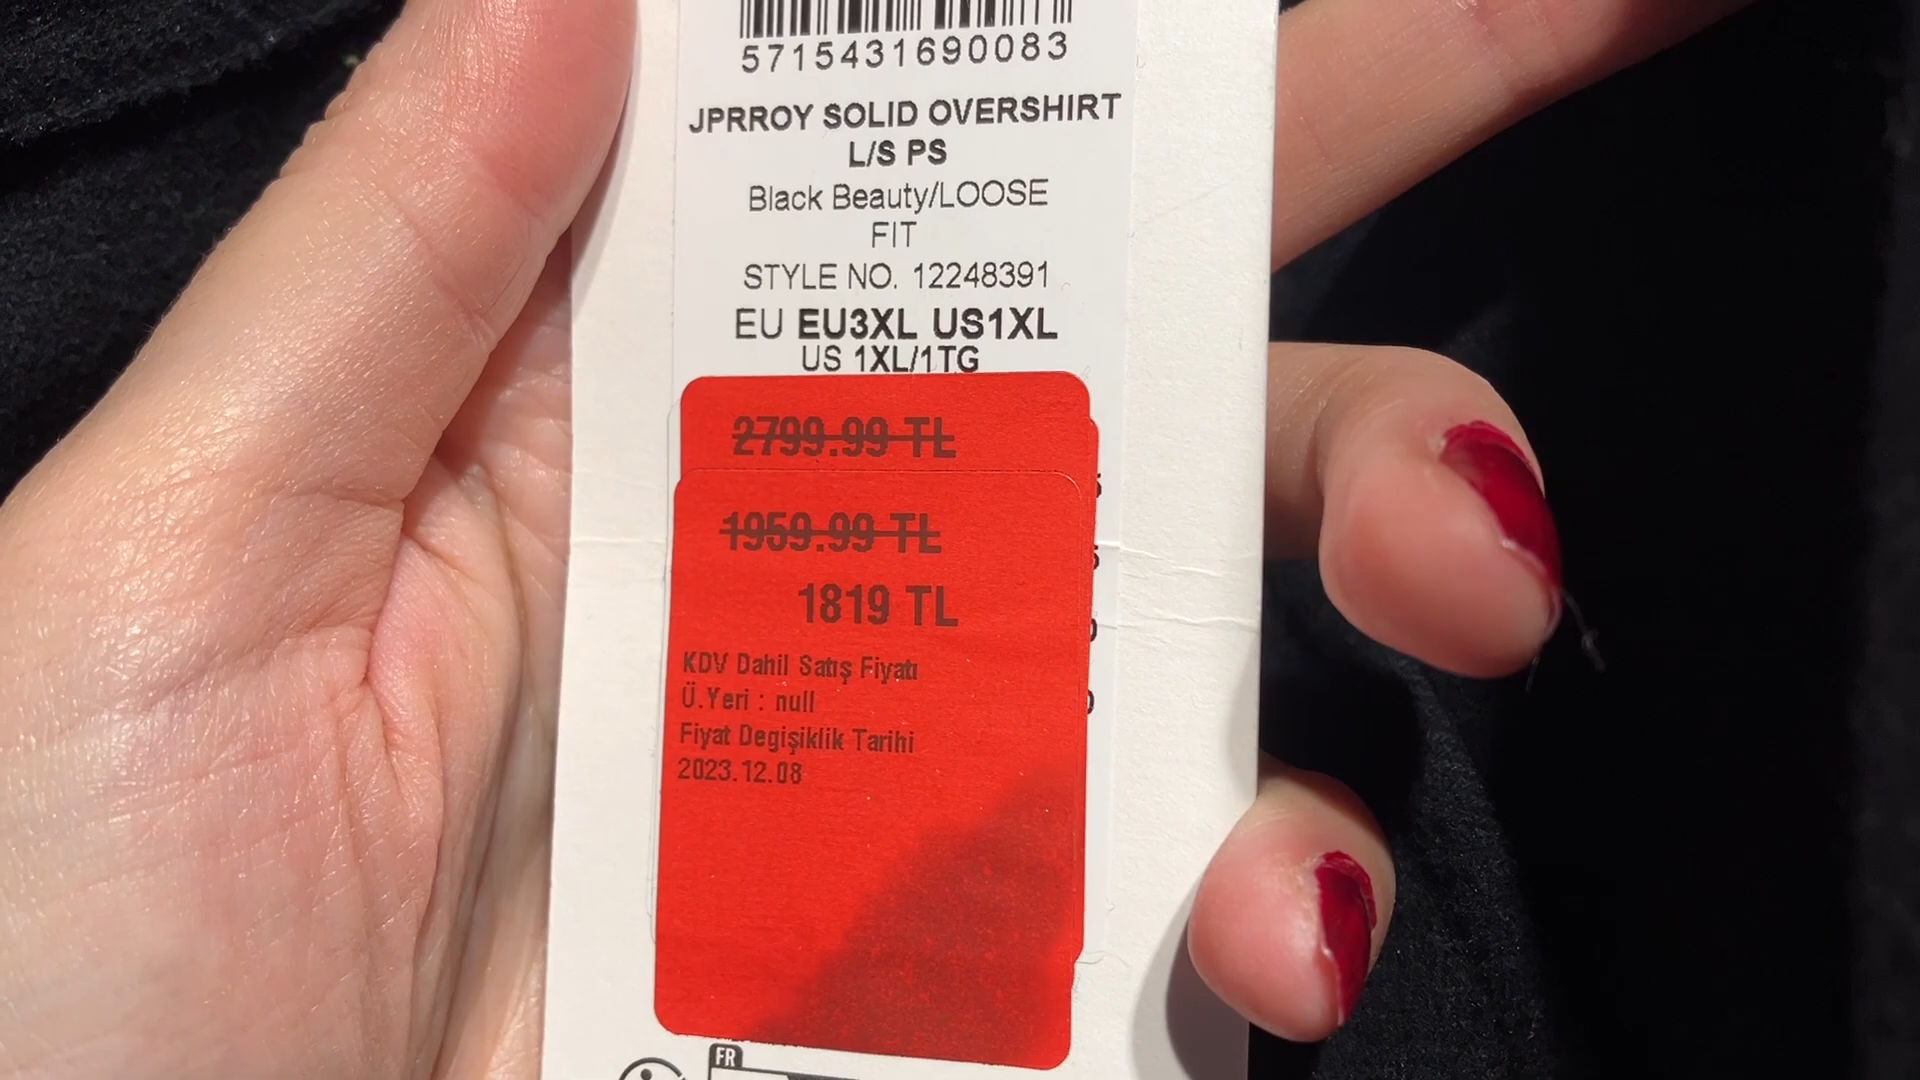 5715431690083
JPRROY SOLID OVERSHIRT
L/S PS
Black Beauty/LOOSE
FIT
STYLE NO. 12248391
EU EU3XL US1XL
US 1XL/1TG
2799.99 TL
1959.99 TL
1819 TL
KDV Dahil Satış Fiyatı
Ü.Yeri : null
Fiyat Degişiklik Tarihi
2023.12.08
FR